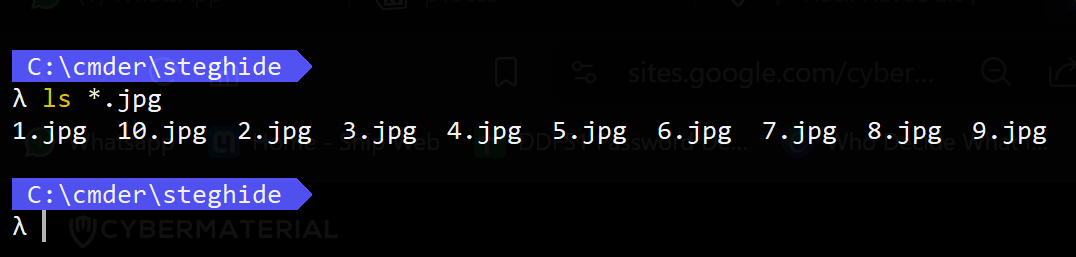 C:\cmder\steghide
sites.google.com/cyber...
λ ls *.jpg
1.jpg 10.jpg 2.jpg 3.jpg 4.jpg 5.jpg 6.jpg 7.jpg 8.jpg 9.jpg
C:\cmder\steghide
λ
CYBERMATERIAL